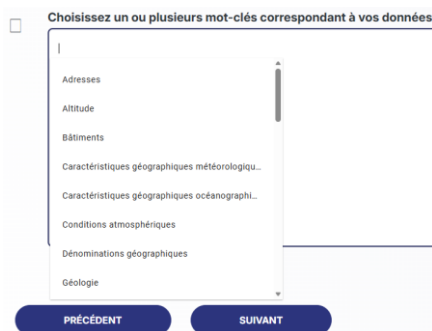 Choisissez un ou plusieurs mot-clés correspondant à vos données
Adresses
Altitude
Bâtiments
Caractéristiques géographiques météorologiqu...
Caractéristiques géographiques océanographi...
Conditions atmosphériques
Dénominations géographiques
Géologie
PRÉCÉDENT
SUIVANT